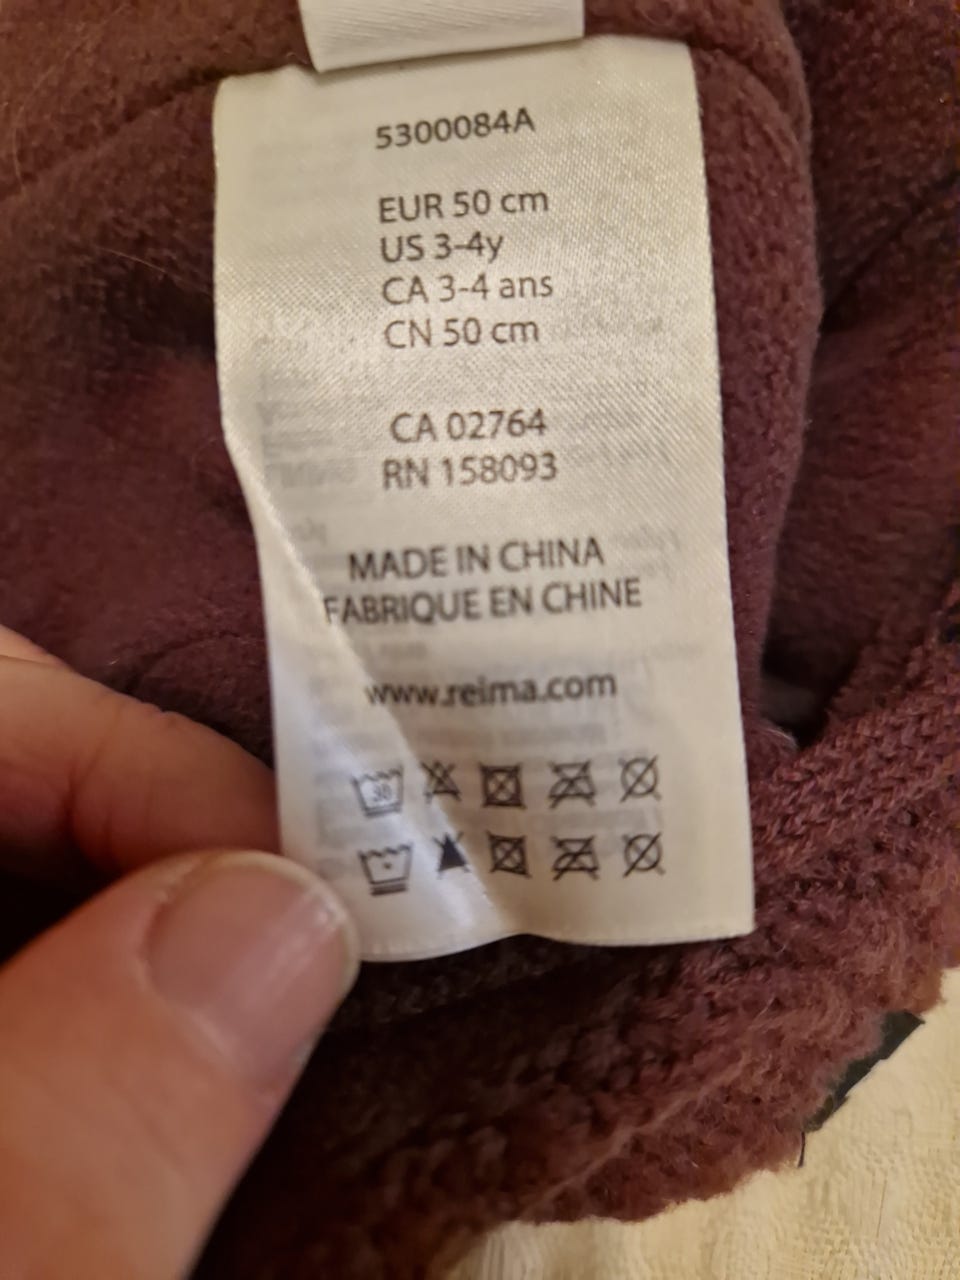 5300084A
EUR 50 cm
US 3-4y
CA 3-4 ans
CN 50 cm
CA 02764
RN 158093
MADE IN CHINA
FABRIQUE EN CHINE
www.reima.com
30